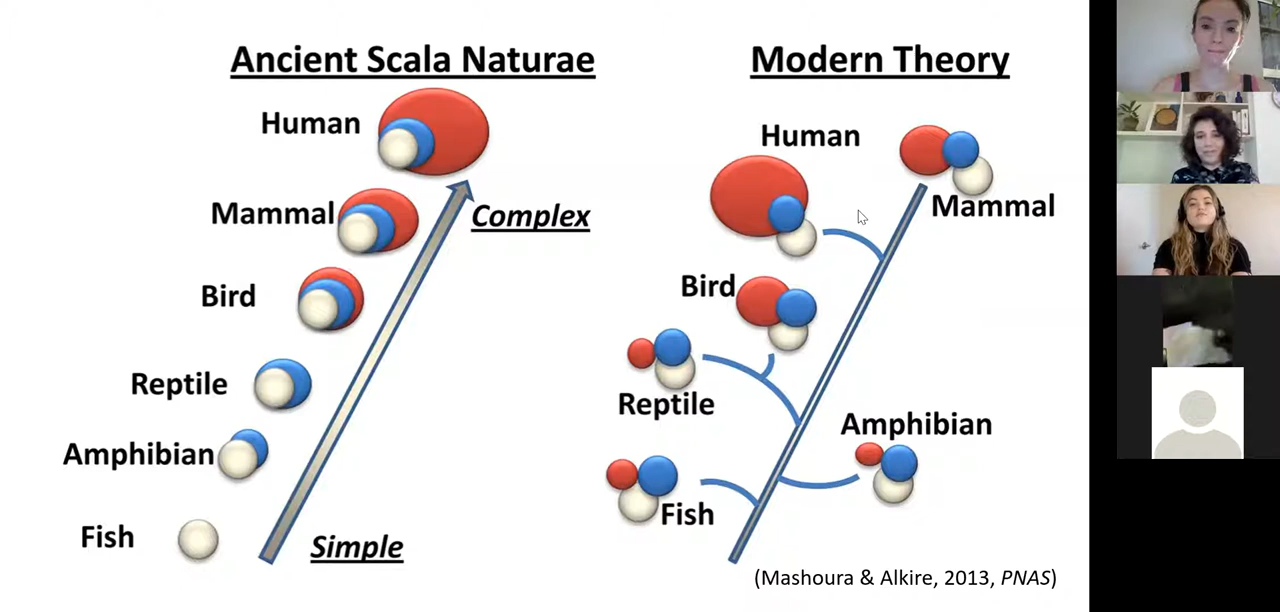 Ancient Scala Naturae
Human
Mammal
Complex
Bird
Reptile
Amphibian
Fish
Simple
Modern Theory
Human
Mammal
Bird
Reptile
Amphibian
Fish
(Mashoura & Alkire, 2013, PNAS)